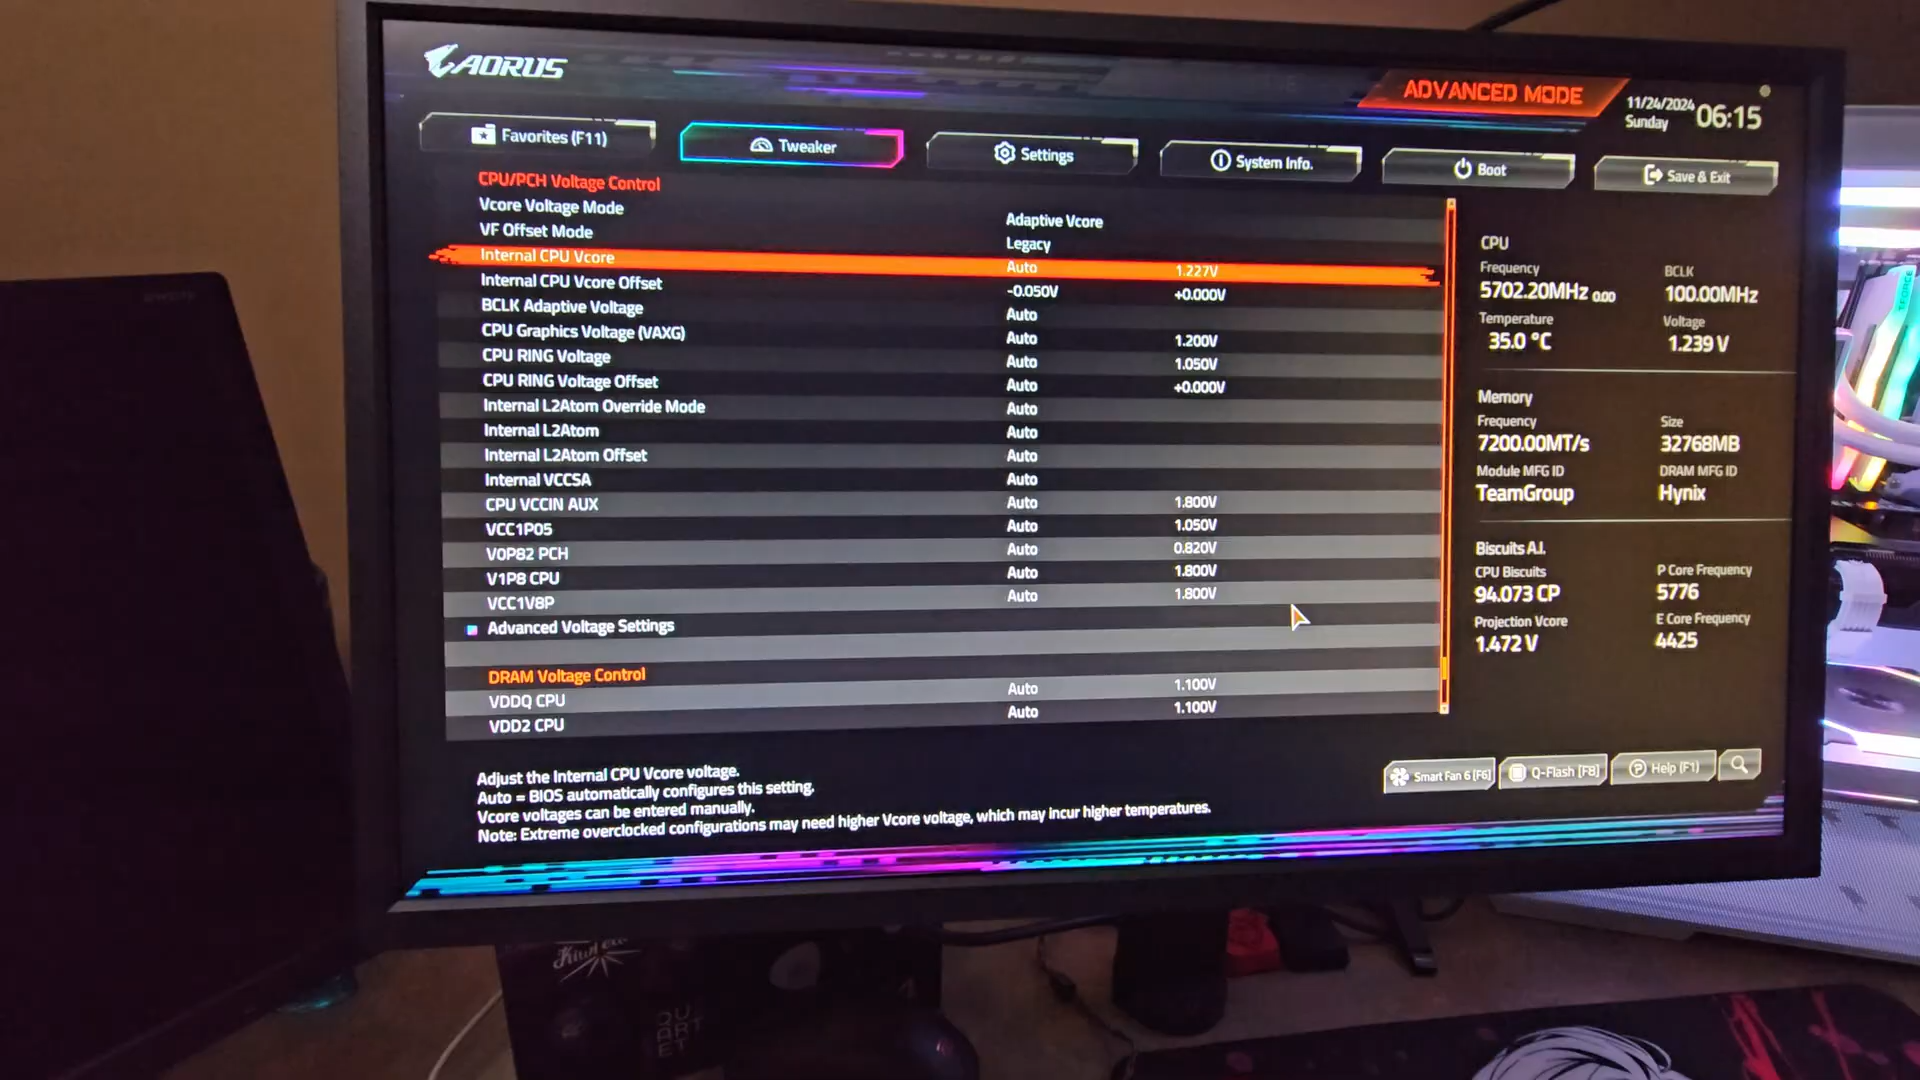 AORUS
ADVANCED MODE
11/24/2024
Sunday
06:15
Favorites (F11)
Tweaker
Settings
System Info.
Boot
Save & Exit
CPU/PCH Voltage Control
Vcore Voltage Mode Adaptive Vcore
VF Offset Mode Legacy
Internal CPU Vcore Auto 1.227V
Internal CPU Vcore Offset -0.050V +0.000V
BCLK Adaptive Voltage Auto
CPU Graphics Voltage (VAXG) Auto 1.200V
CPU RING Voltage Auto 1.050V
CPU RING Voltage Offset Auto +0.000V
Internal L2Atom Override Mode Auto
Internal L2Atom Auto
Internal L2Atom Offset Auto
Internal VCCSA Auto
CPU VCCIN AUX Auto 1.800V
VCC1P05 Auto 1.050V
V0P82 PCH Auto 0.820V
V1P8 CPU Auto 1.800V
VCC1V8P Auto 1.800V
Advanced Voltage Settings
DRAM Voltage Control
VDDQ CPU Auto 1.100V
VDD2 CPU Auto 1.100V
CPU
Frequency BCLK
5702.20MHz 0.00 100.00MHz
Temperature Voltage
35.0 °C 1.239 V
Memory
Frequency Size
7200.00MT/s 32768MB
Module MFG ID DRAM MFG ID
TeamGroup Hynix
Biscuits A.I.
CPU Biscuits P Core Frequency
94.073 CP 5776
Projection Vcore E Core Frequency
1.472 V 4425
Adjust the Internal CPU Vcore voltage.
Auto = BIOS automatically configures this setting.
Vcore voltages can be entered manually.
Note: Extreme overclocked configurations may need higher Vcore voltage, which may incur higher temperatures.
Smart Fan 6 [F6]
Q-Flash [F8]
Help (F1)